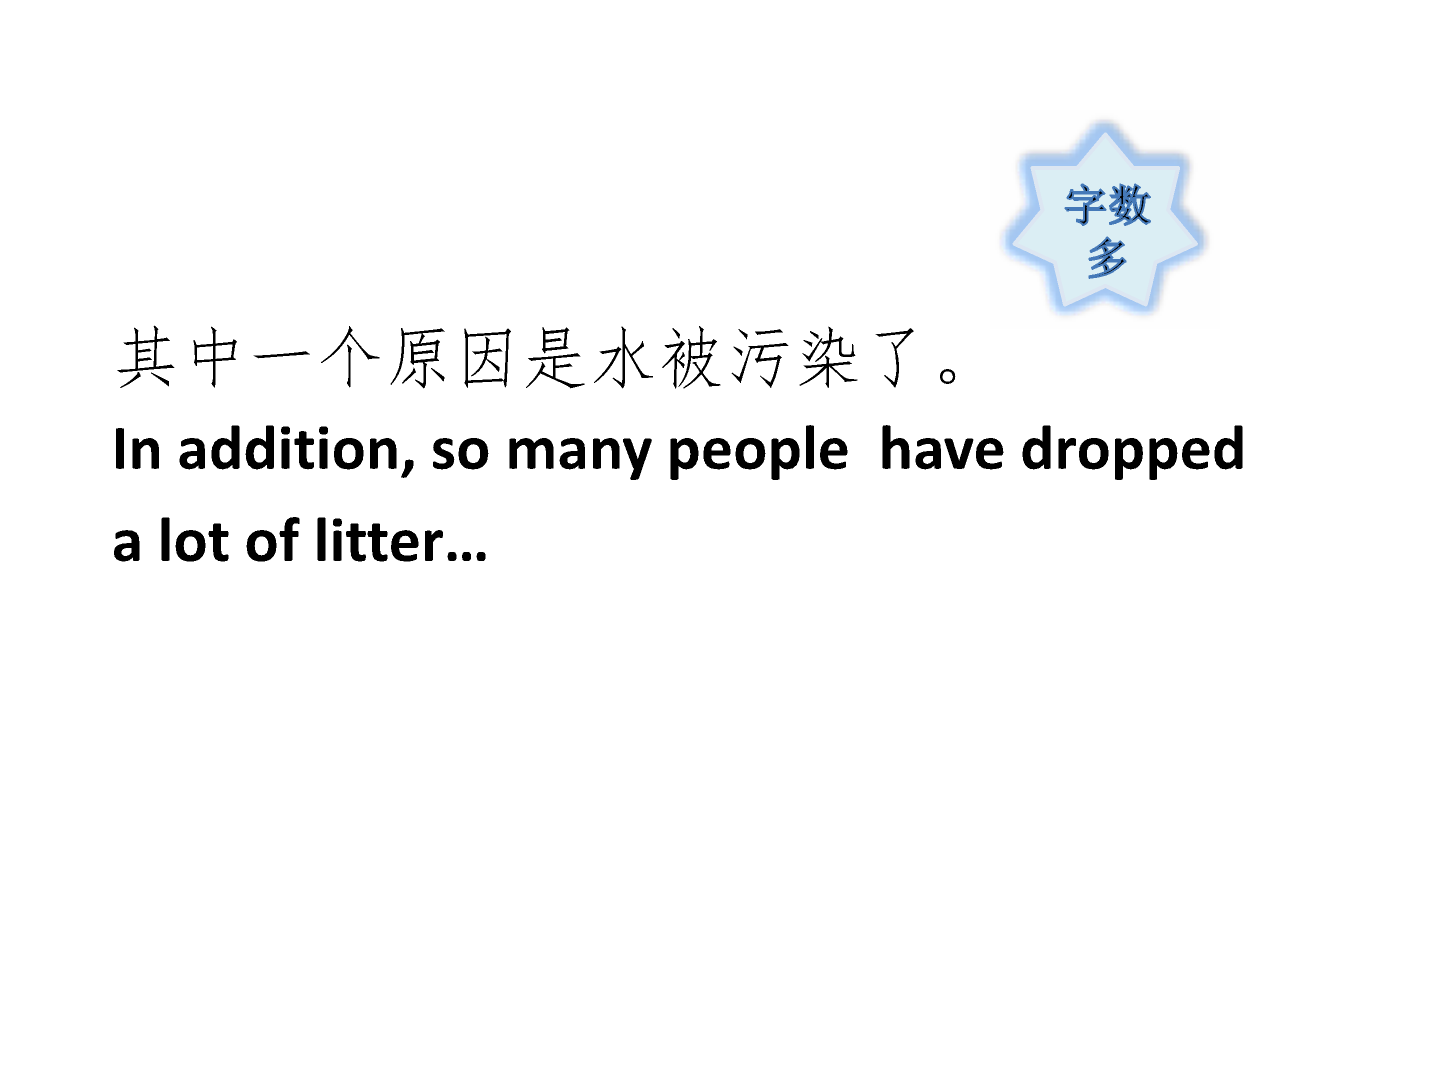 字数
多
其中一个原因是水被污染了。
In addition, so many people  have dropped
a lot of litter…